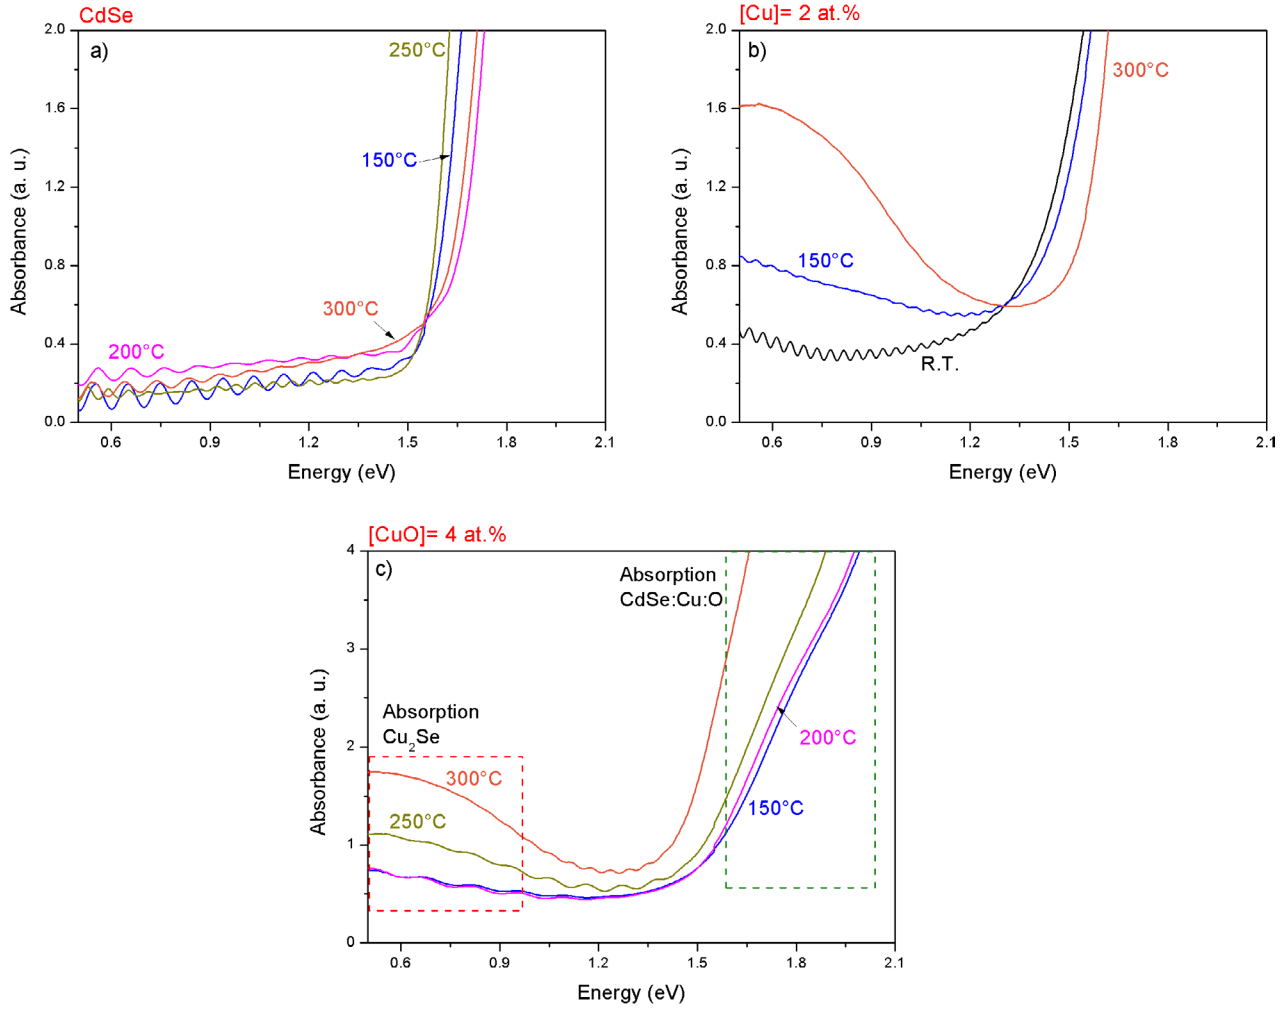 CdSe
a)
2.0
1.6
1.2
0.8
0.4
0.0
Absorbance (a. u.)
250°C
150°C
300°C
200°C
0.6 0.9 1.2 1.5 1.8 2.1
Energy (eV)
[Cu]= 2 at.%
b)
2.0
1.6
1.2
0.8
0.4
0.0
Absorbance (a. u.)
300°C
150°C
R.T.
0.6 0.9 1.2 1.5 1.8 2.1
Energy (eV)
[CuO]= 4 at.%
c)
4
3
2
1
0
Absorbance (a. u.)
Absorption
CdSe:Cu:O
Absorption
Cu₂Se
300°C
250°C
200°C
150°C
0.6 0.9 1.2 1.5 1.8 2.1
Energy (eV)